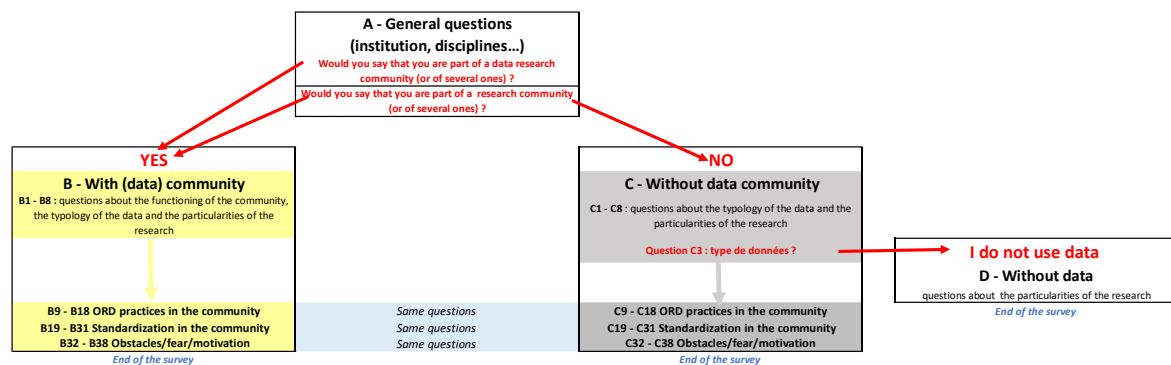 A - General questions
(institution, disciplines...)
Would you say that you are part of a data research
community (or of several ones) ?
Would you say that you are part of a  research community
(or of several ones) ?
YES
B - With (data) community
B1 - B8 : questions about the functioning of the community,
the typology of the data and the particularities of the
research
B9 - B18 ORD practices in the community
B19 - B31 Standardization in the community
B32 - B38 Obstacles/fear/motivation
End of the survey
Same questions
Same questions
Same questions
NO
C - Without data community
C1 - C8 : questions about the typology of the data and the
particularities of the research
Question C3 : type de données ?
C9 - C18 ORD practices in the community
C19 - C31 Standardization in the community
C32 - C38 Obstacles/fear/motivation
End of the survey
I do not use data
D - Without data
questions about  the particularities of the research
End of the survey